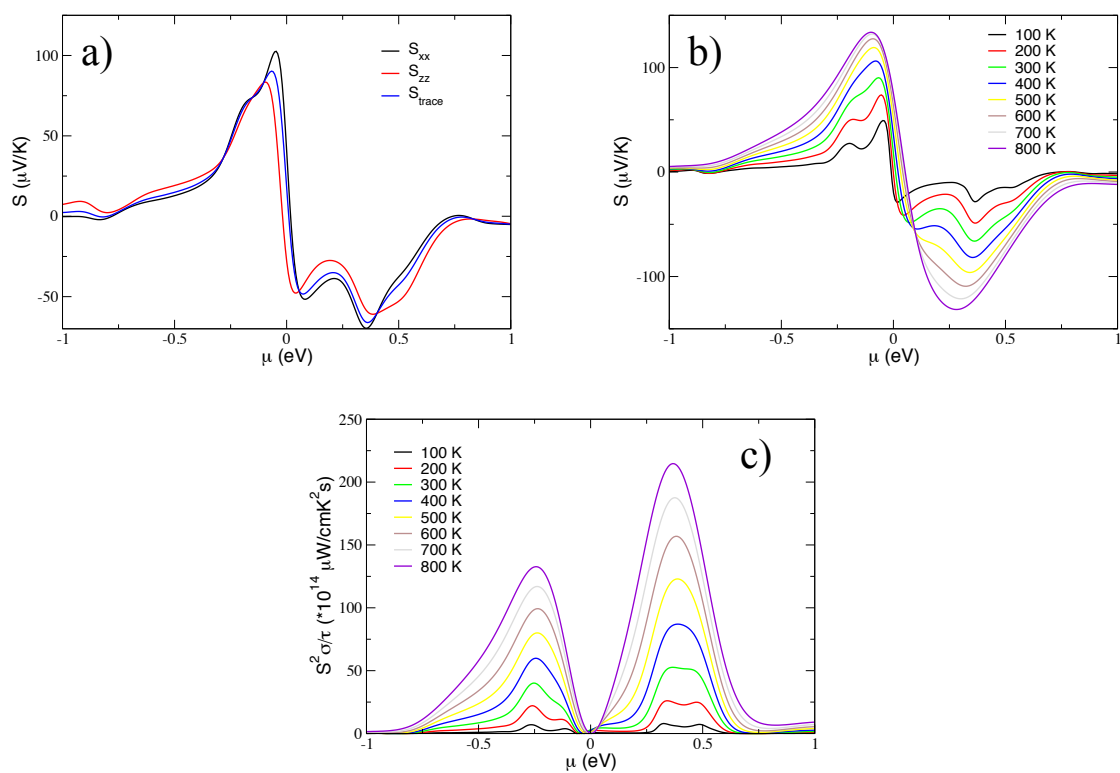 a)
S (μV/K)
100
50
0
-50
S_xx
S_zz
S_trace
-1
-0.5
0
0.5
1
μ (eV)
b)
S (μV/K)
100
0
-100
100 K
200 K
300 K
400 K
500 K
600 K
700 K
800 K
-1
-0.5
0
0.5
1
μ (eV)
c)
S²σ/τ (*10¹⁴ μW/cmK²s)
250
200
150
100
50
0
100 K
200 K
300 K
400 K
500 K
600 K
700 K
800 K
-1
-0.5
0
0.5
1
μ (eV)